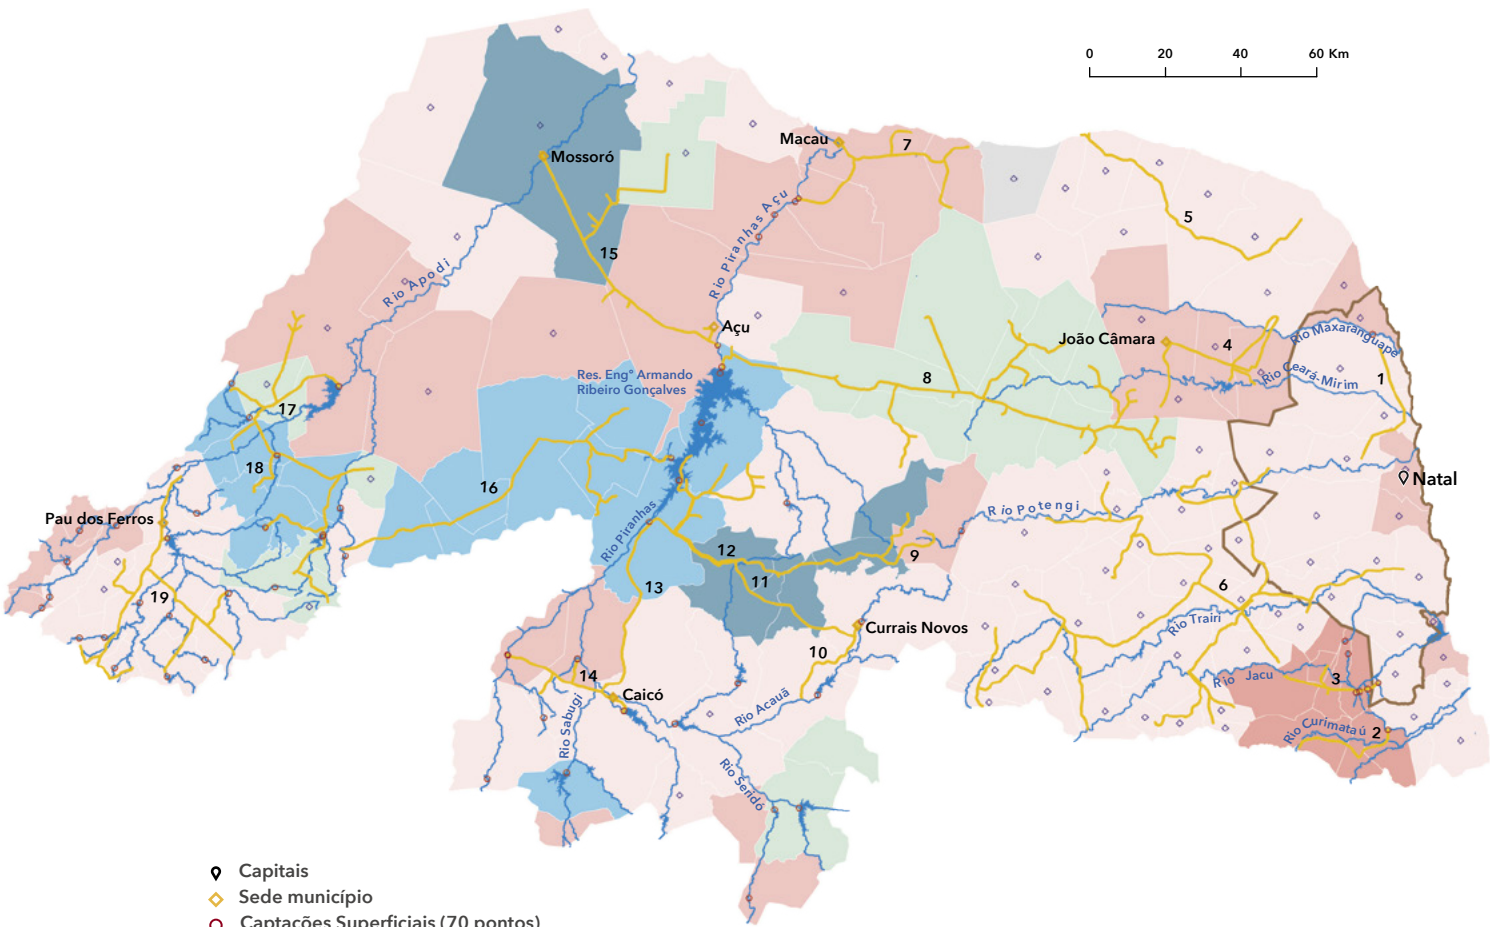 0 20 40 60 Km
Macau
7
Mossoró
Rio Piranhas Açu
5
15
Rio Apodi
Açu
João Câmara
4
Rio Maxaranguape
Rio Ceará-Mirim
1
Res. Engº Armando
Ribeiro Gonçalves
8
17
18
16
Natal
Pau dos Ferros
Rio Potengi
Rio Piranhas
12
9
11
13
19
6
Rio Trairi
Currais Novos
10
14
Caicó
Rio Jacu
3
Rio Acauã
Rio Sabugi
Rio Curimataú
2
Rio Seridó
Capitais
Sede município
Captações Superficiais (70 pontos)